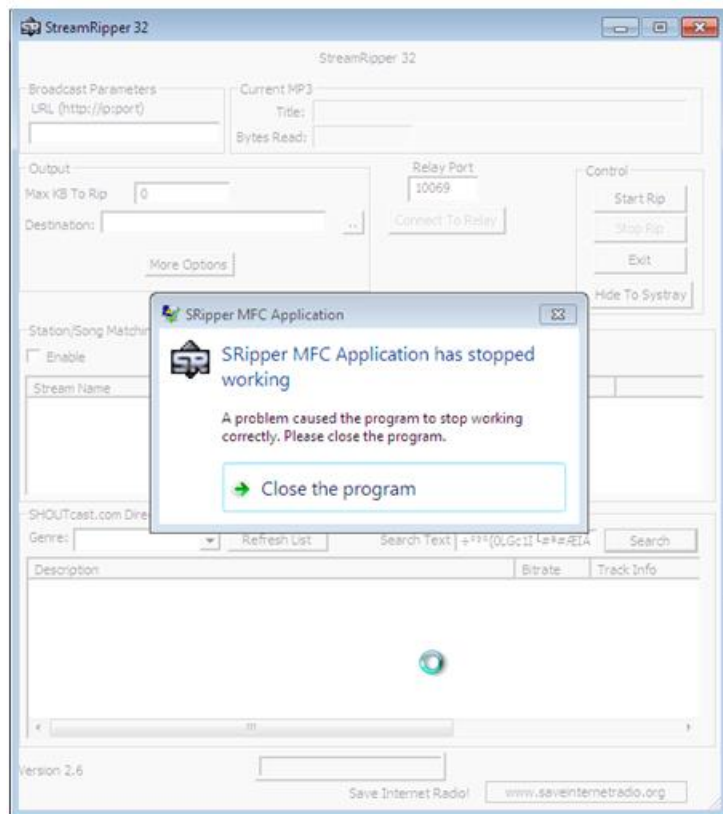 StreamRipper 32
StreamRipper 32
Broadcast Parameters
URL (http://ip:port)
Current MP3
Title:
Bytes Read:
Output
Max KB To Rip 0
Destination:
..
More Options
Relay Port
10069
Connect To Relay
Control
Start Rip
Stop Rip
Exit
Hide To Systray
SRipper MFC Application
SR
SRipper MFC Application has stopped
working
A problem caused the program to stop working
correctly. Please close the program.
Close the program
Enable
Stream Name
SHOUTcast.com
Genre:
Refresh List
Search Text
Search
Description
Bitrate
Track Info
Version 2.6
Save Internet Radio!
www.saveinternetradio.org